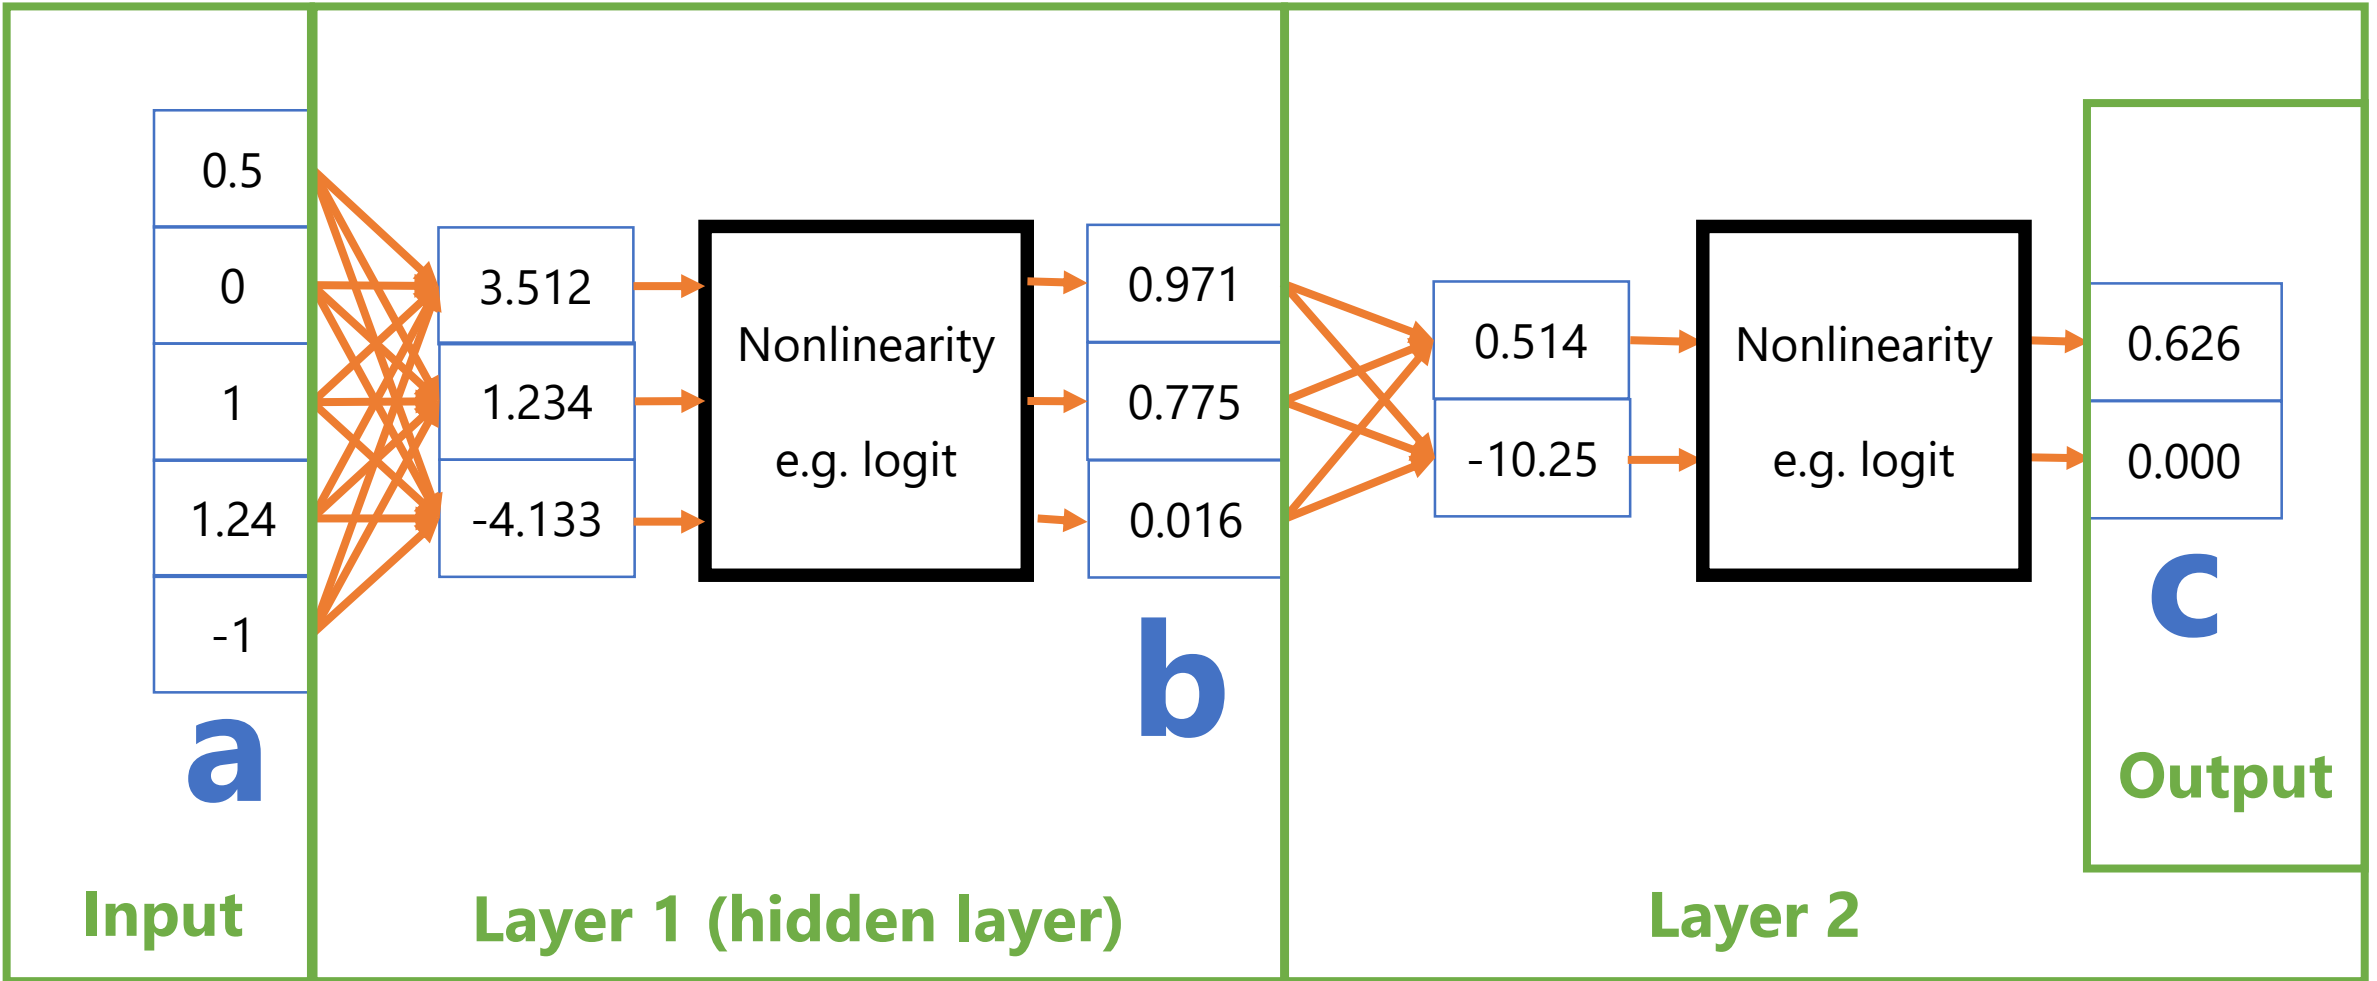 0.5
0
1
1.24
-1
a
Input
3.512
1.234
-4.133
Nonlinearity
e.g. logit
0.971
0.775
0.016
b
Layer 1 (hidden layer)
0.514
-10.25
Nonlinearity
e.g. logit
Layer 2
0.626
0.000
c
Output